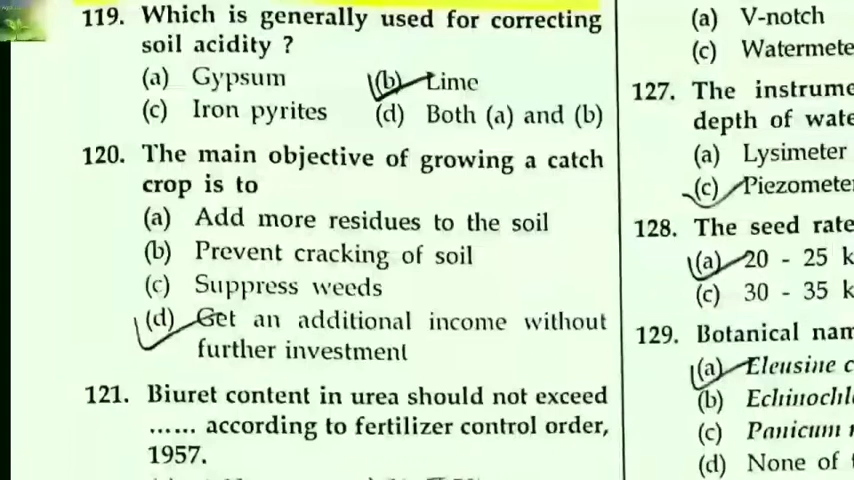 119. Which is generally used for correcting
soil acidity ?
(a) Gypsum (b) Lime
(c) Iron pyrites (d) Both (a) and (b)
120. The main objective of growing a catch
crop is to
(a) Add more residues to the soil
(b) Prevent cracking of soil
(c) Suppress weeds
(d) Get an additional income without
further investment
121. Biuret content in urea should not exceed
...... according to fertilizer control order,
1957.
(a) V-notch
(c) Watermete
127. The instrume
depth of wate
(a) Lysimeter
(c) Piezomete
128. The seed rate
(a) 20 - 25 k
(c) 30 - 35 k
129. Botanical nam
(a) Eleusine c
(b) Echinochl
(c) Panicum
(d) None of